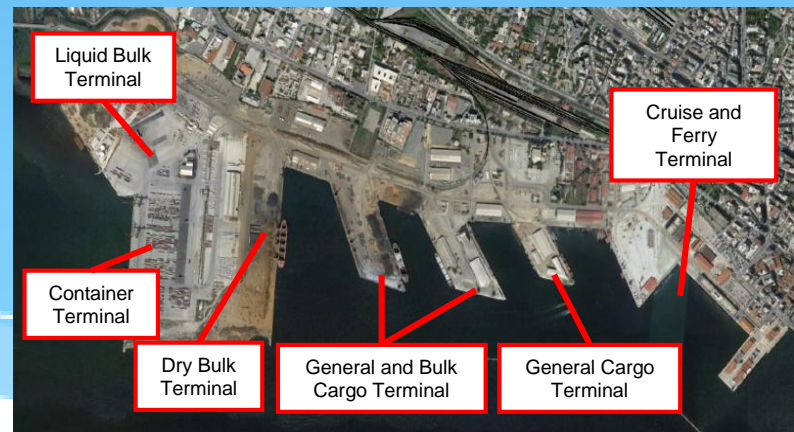 Liquid Bulk
Terminal
Cruise and
Ferry
Terminal
Container
Terminal
Dry Bulk
Terminal
General and Bulk
Cargo Terminal
General Cargo
Terminal